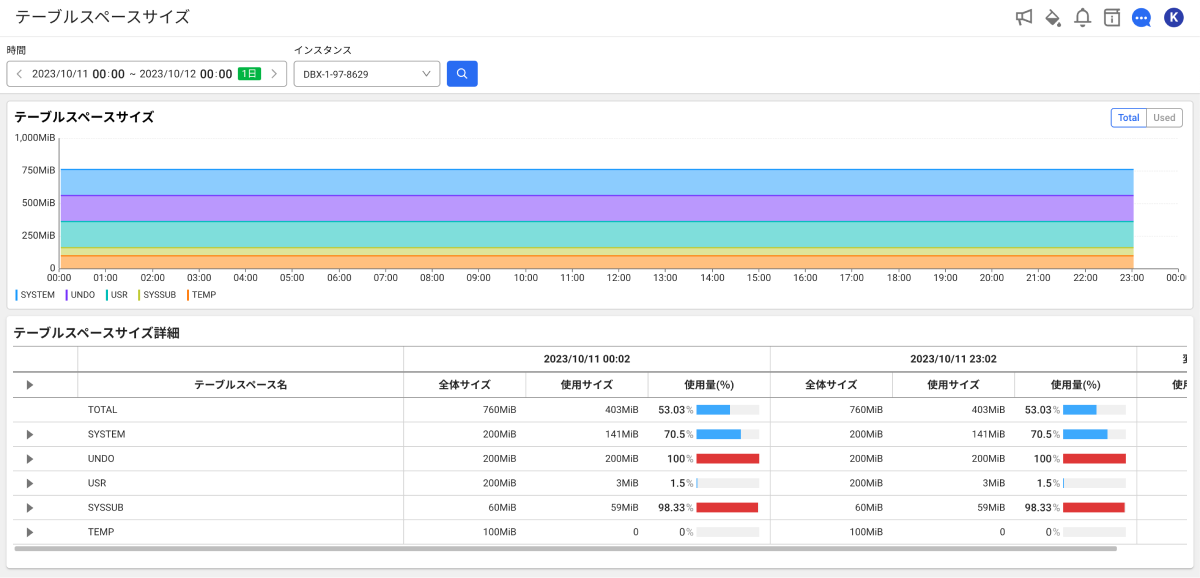 テーブルスペースサイズ
K
時間
インスタンス
2023/10/11 00:00 ~ 2023/10/12 00:00 1日
DBX-1-97-8629
テーブルスペースサイズ
Total Used
1,000MiB
750MiB
500MiB
250MiB
0
00:00 01:00 02:00 03:00 04:00 05:00 06:00 07:00 08:00 09:00 10:00 11:00 12:00 13:00 14:00 15:00 16:00 17:00 18:00 19:00 20:00 21:00 22:00 23:00 00:0
SYSTEM UNDO USR SYSSUB TEMP
テーブルスペースサイズ詳細
2023/10/11 00:02 2023/10/11 23:02
テーブルスペース名 全体サイズ 使用サイズ 使用量(%) 全体サイズ 使用サイズ 使用量(%) 使
TOTAL 760MiB 403MiB 53.03% 760MiB 403MiB 53.03%
SYSTEM 200MiB 141MiB 70.5% 200MiB 141MiB 70.5%
UNDO 200MiB 200MiB 100% 200MiB 200MiB 100%
USR 200MiB 3MiB 1.5% 200MiB 3MiB 1.5%
SYSSUB 60MiB 59MiB 98.33% 60MiB 59MiB 98.33%
TEMP 100MiB 0 0% 100MiB 0 0%